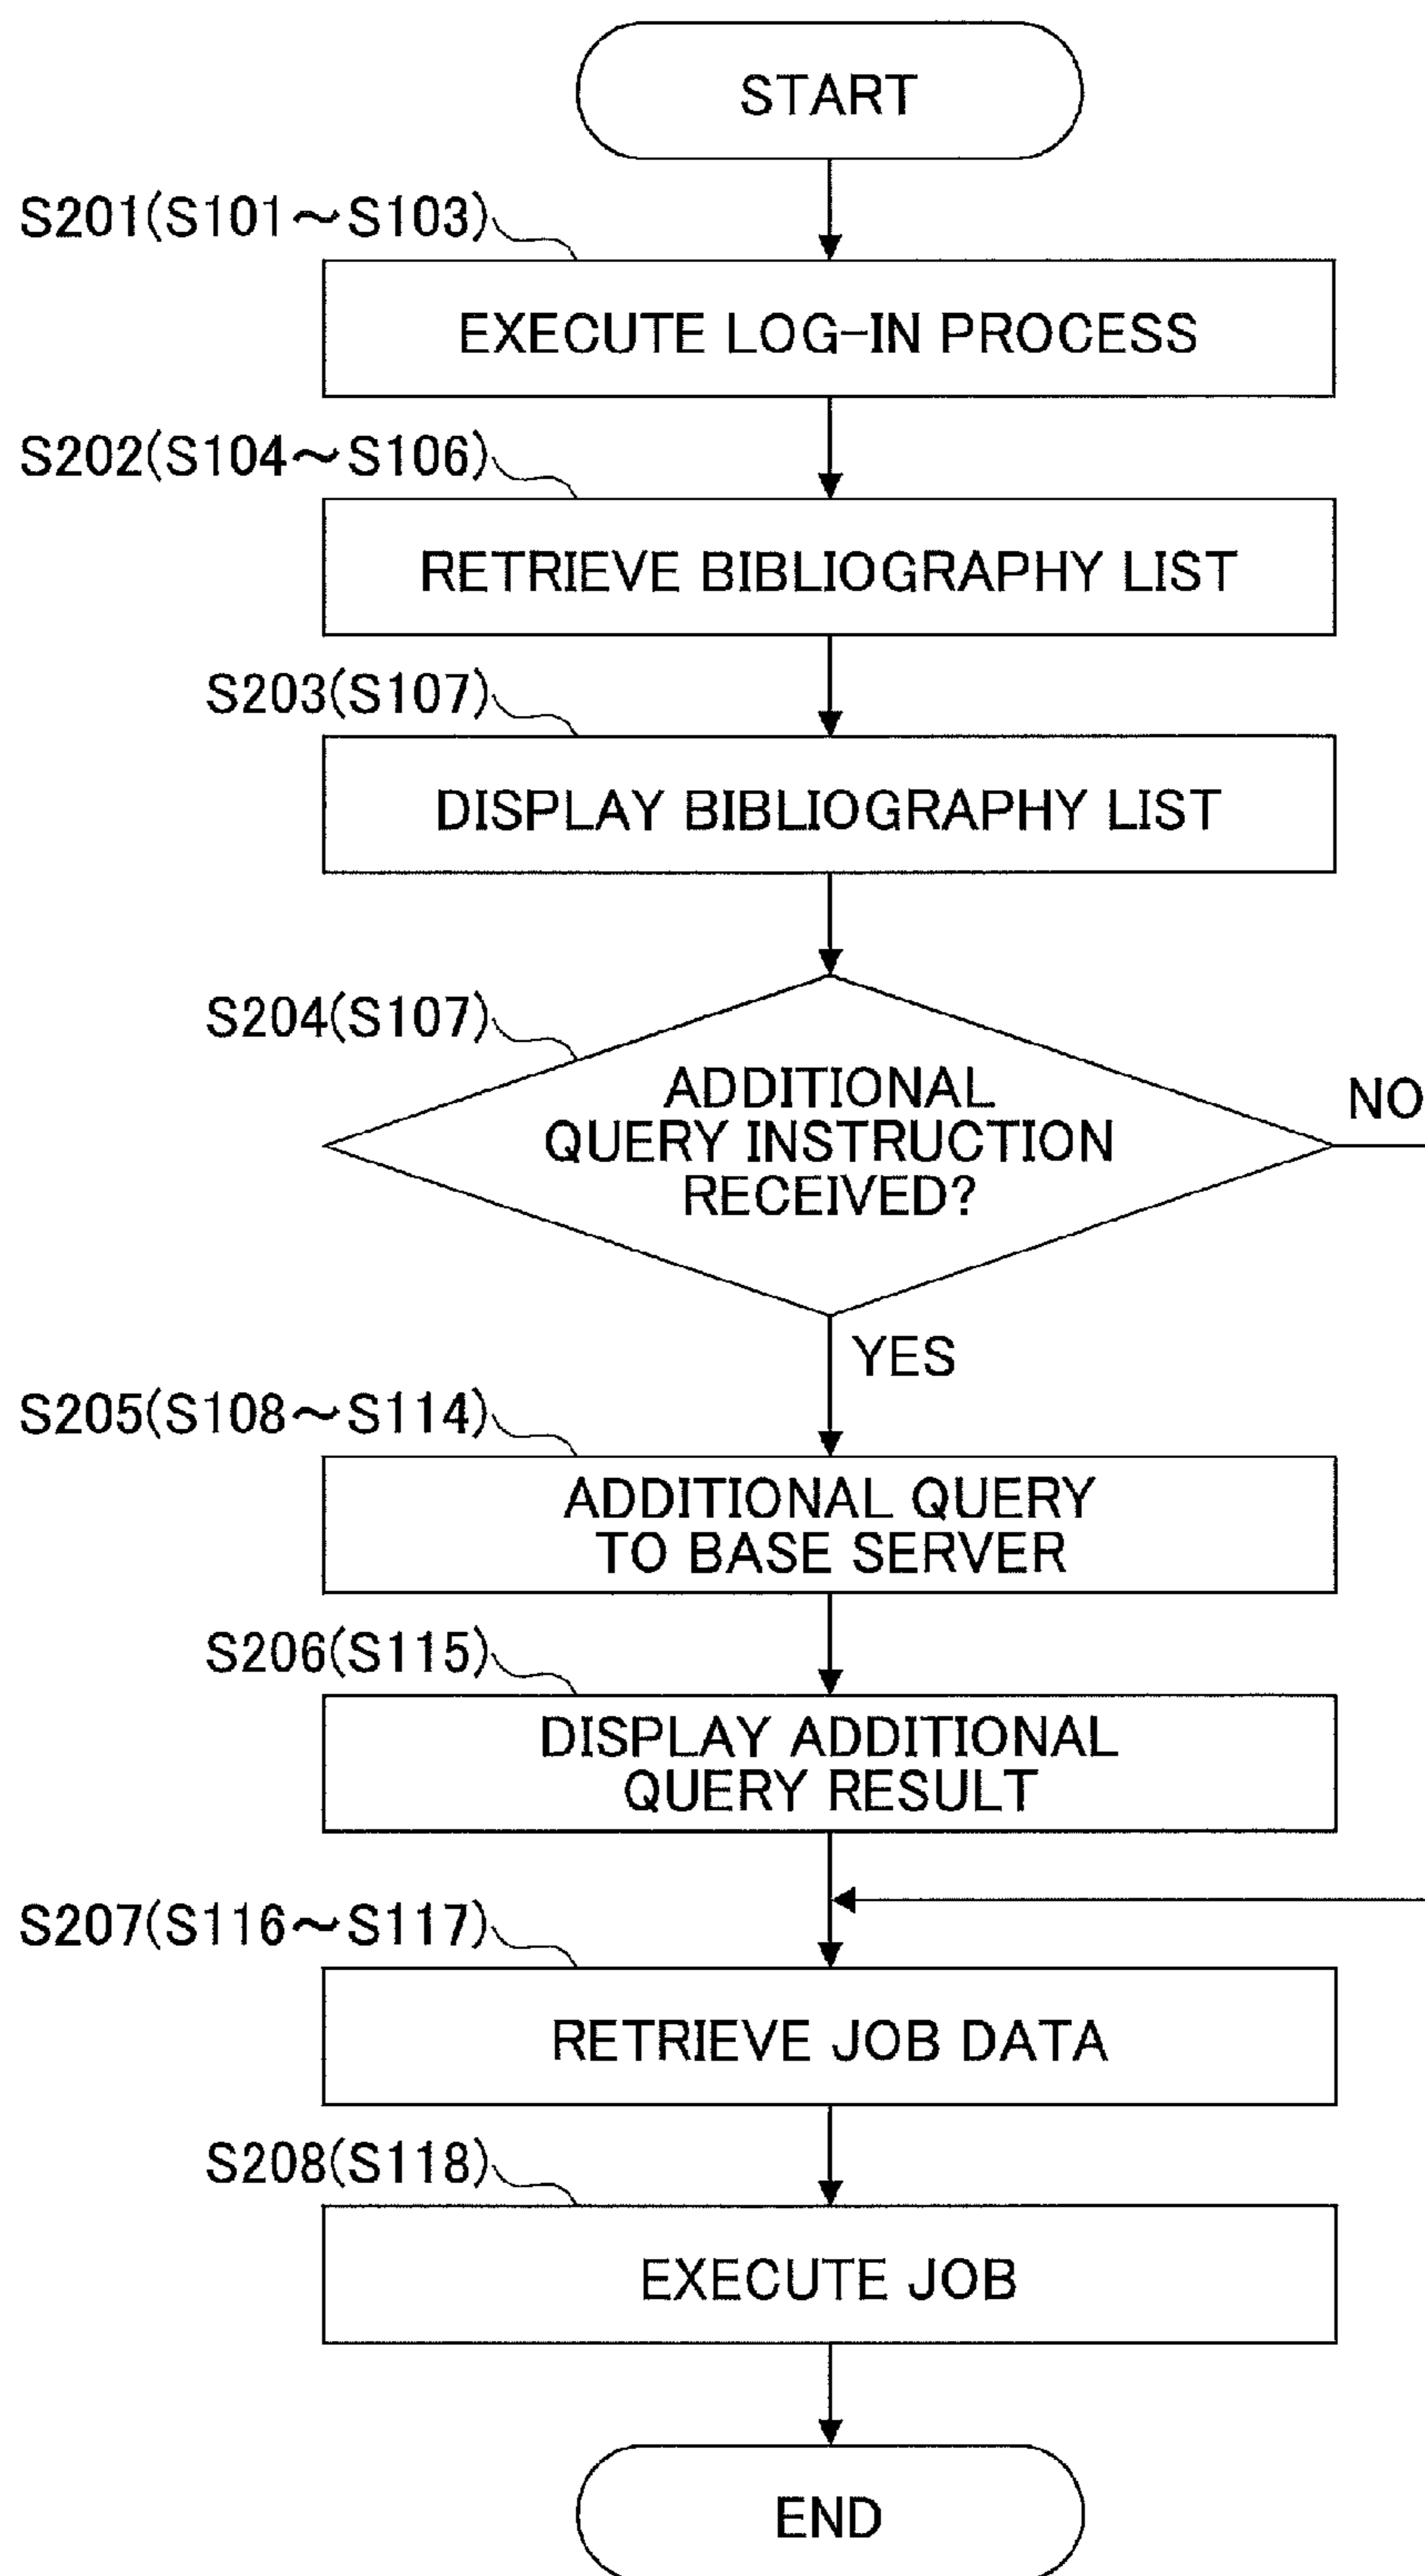 START
S201(S101～S103)
EXECUTE LOG-IN PROCESS
S202(S104～S106)
RETRIEVE BIBLIOGRAPHY LIST
S203(S107)
DISPLAY BIBLIOGRAPHY LIST
S204(S107)
ADDITIONAL
QUERY INSTRUCTION
RECEIVED?
NO
YES
S205(S108～S114)
ADDITIONAL QUERY
TO BASE SERVER
S206(S115)
DISPLAY ADDITIONAL
QUERY RESULT
S207(S116～S117)
RETRIEVE JOB DATA
S208(S118)
EXECUTE JOB
END